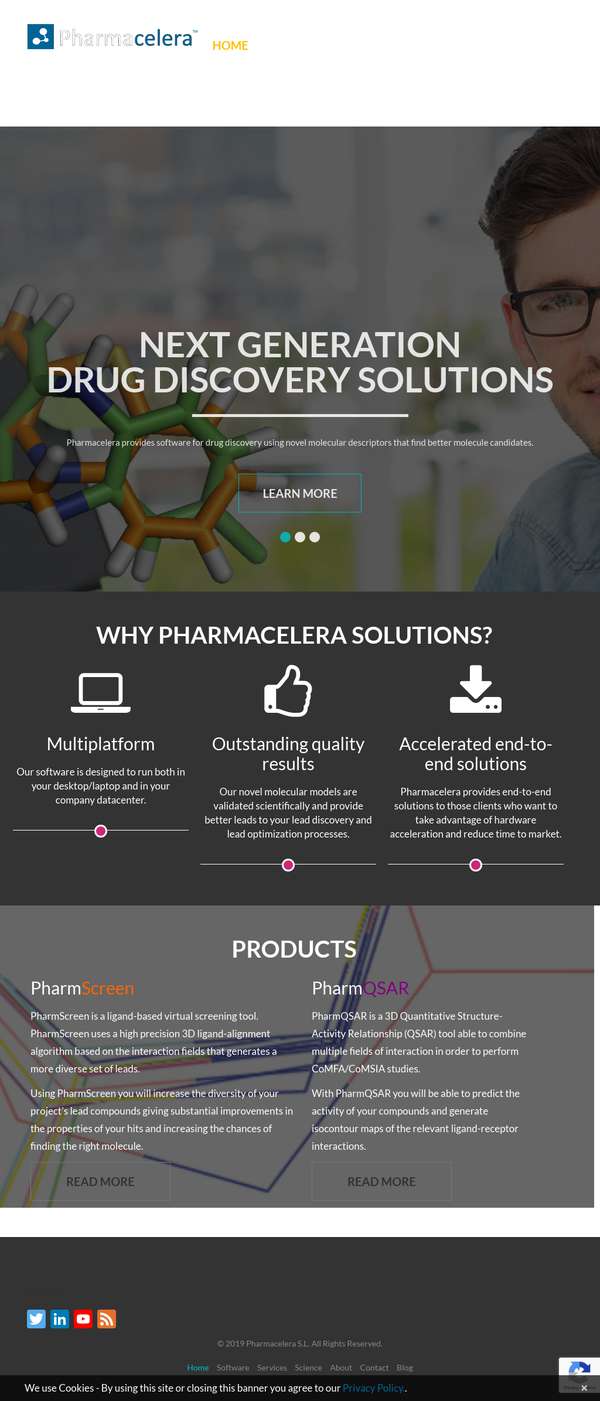 Pharmacelera™
HOME
NEXT GENERATION
DRUG DISCOVERY SOLUTIONS
Pharmacelera provides software for drug discovery using novel molecular descriptors that find better molecule candidates.
LEARN MORE
WHY PHARMACELERA SOLUTIONS?
Multiplatform
Our software is designed to run both in
your desktop/laptop and in your
company datacenter.
Outstanding quality
results
Our novel molecular models are
validated scientifically and provide
better leads to your lead discovery and
lead optimization processes.
Accelerated end-to-
end solutions
Pharmacelera provides end-to-end
solutions to those clients who want to
take advantage of hardware
acceleration and reduce time to market.
PRODUCTS
PharmScreen
PharmScreen is a ligand-based virtual screening tool.
PharmScreen uses a high precision 3D ligand-alignment
algorithm based on the interaction fields that generates a
more diverse set of leads.
Using PharmScreen you will increase the diversity of your
project's lead compounds giving substantial improvements in
the properties of your hits and increasing the chances of
finding the right molecule.
READ MORE
PharmQSAR
PharmQSAR is a 3D Quantitative Structure-
Activity Relationship (QSAR) tool able to combine
multiple fields of interaction in order to perform
CoMFA/CoMSIA studies.
With PharmQSAR you will be able to predict the
activity of your compounds and generate
isocontour maps of the relevant ligand-receptor
interactions.
READ MORE
© 2019 Pharmacelera S.L. All Rights Reserved.
Home Software Services Science About Contact Blog
We use Cookies - By using this site or closing this banner you agree to our Privacy Policy.. ×